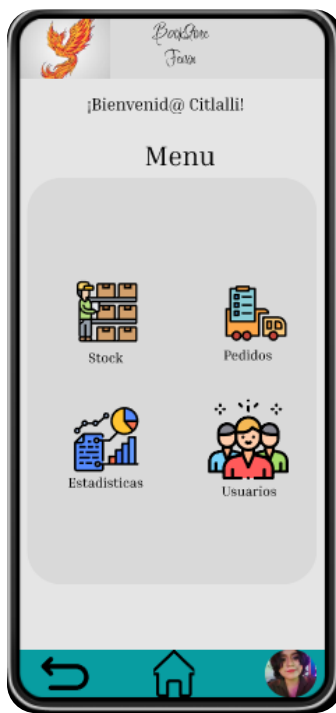 BookStore
Fenix
¡Bienvenid@ Citlalli!
Menu
Stock
Pedidos
Estadisticas
Usuarios